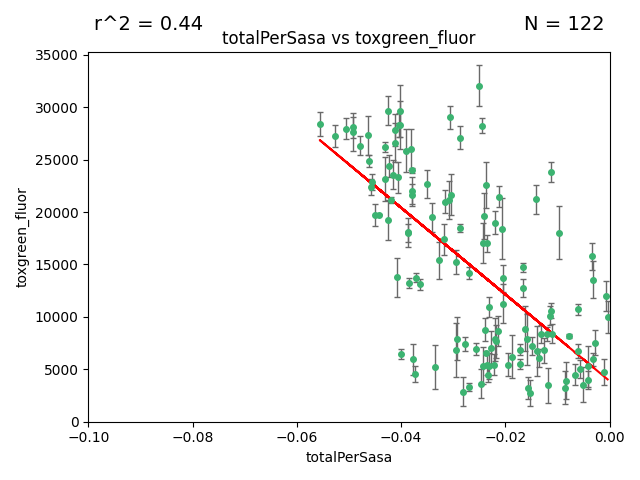 r^2 = 0.44
N = 122
totalPerSasa vs toxgreen_fluor
35000
30000
25000
20000
15000
10000
5000
0
toxgreen_fluor
−0.10
−0.08
−0.06
−0.04
−0.02
0.00
totalPerSasa